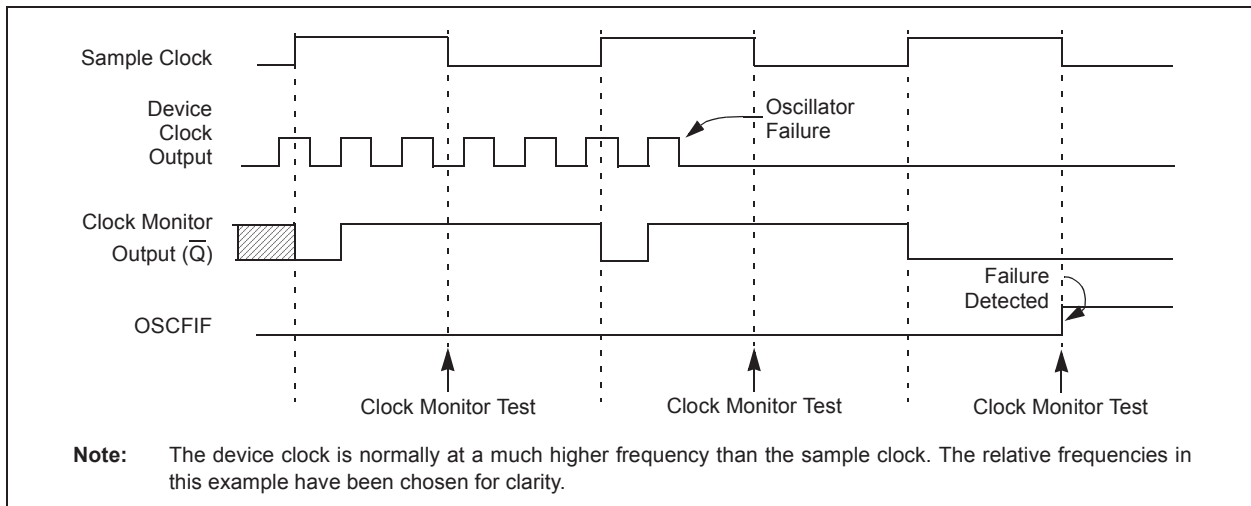 Sample Clock
Device
Clock
Output
Oscillator
Failure
Clock Monitor
Output (Q̅)
Failure
Detected
OSCFIF
Clock Monitor Test
Clock Monitor Test
Clock Monitor Test
Note: The device clock is normally at a much higher frequency than the sample clock. The relative frequencies in
this example have been chosen for clarity.